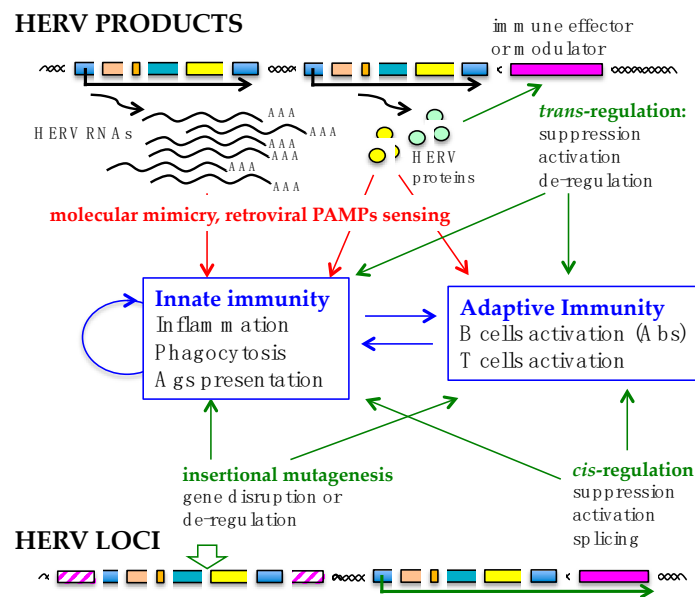 HERV PRODUCTS
immune effector
or modulator
HERV RNAs
AAA
AAA
AAA
AAA
AAA
AAA
HERV
proteins
trans-regulation:
suppression
activation
de-regulation
molecular mimicry, retroviral PAMPs sensing
Innate immunity
Inflammation
Phagocytosis
Ags presentation
Adaptive Immunity
B cells activation (Abs)
T cells activation
insertional mutagenesis
gene disruption or
de-regulation
cis-regulation
suppression
activation
splicing
HERV LOCI